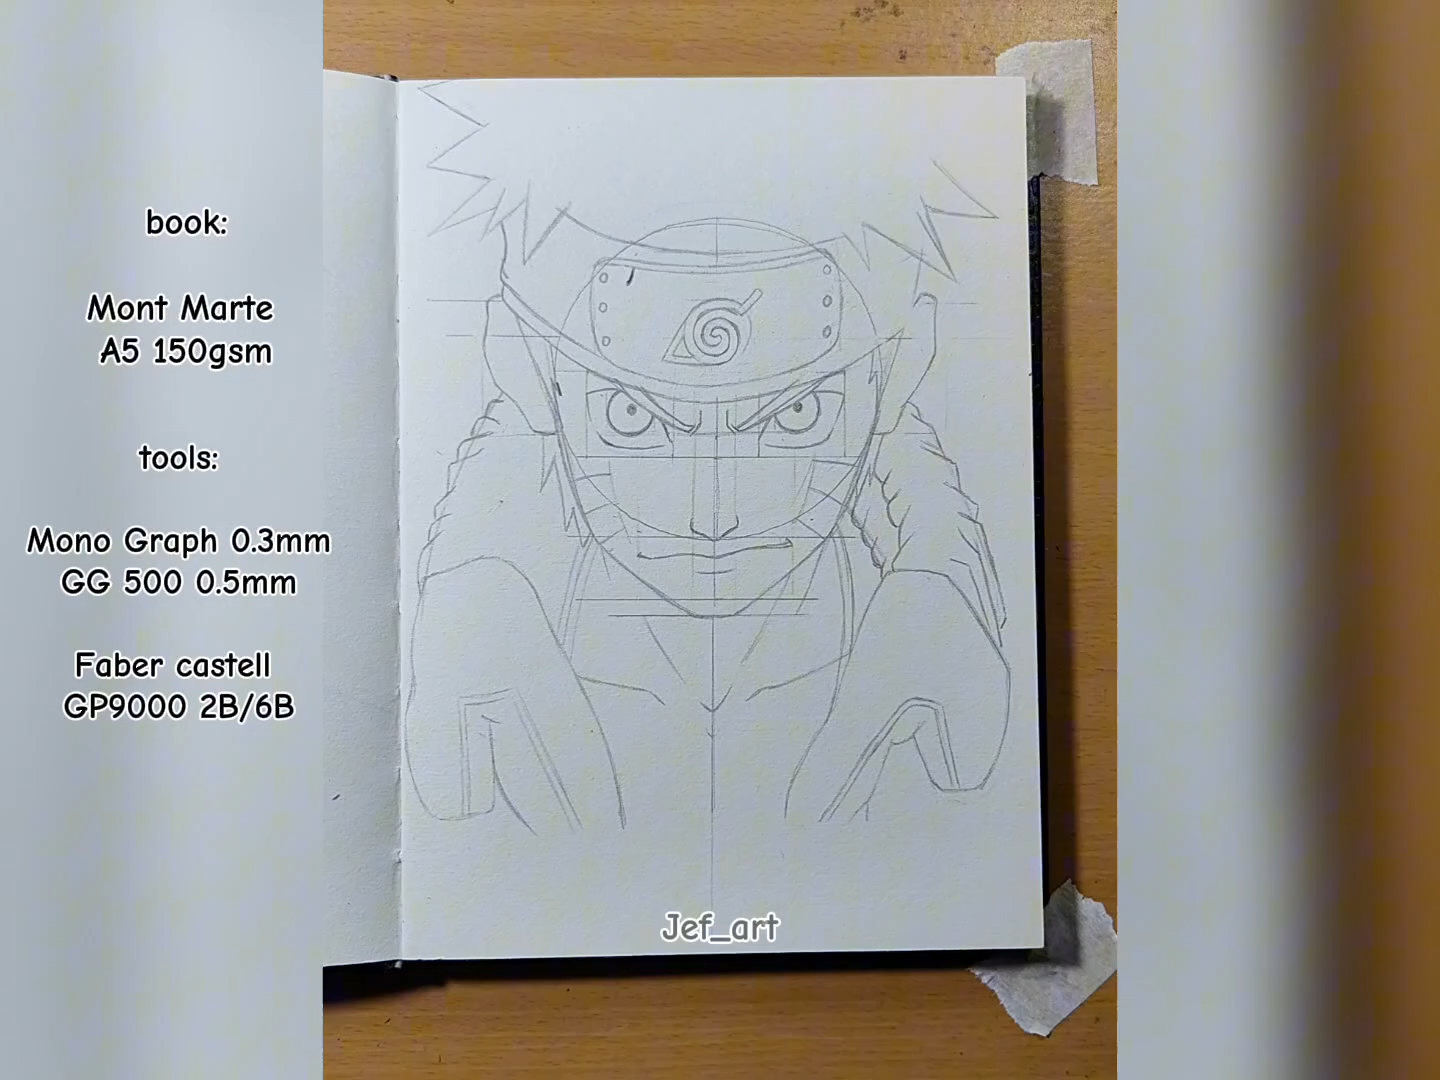 book:
Mont Marte
A5 150gsm
tools:
Mono Graph 0.3mm
GG 500 0.5mm
Faber castell
GP9000 2B/6B
Jef_art